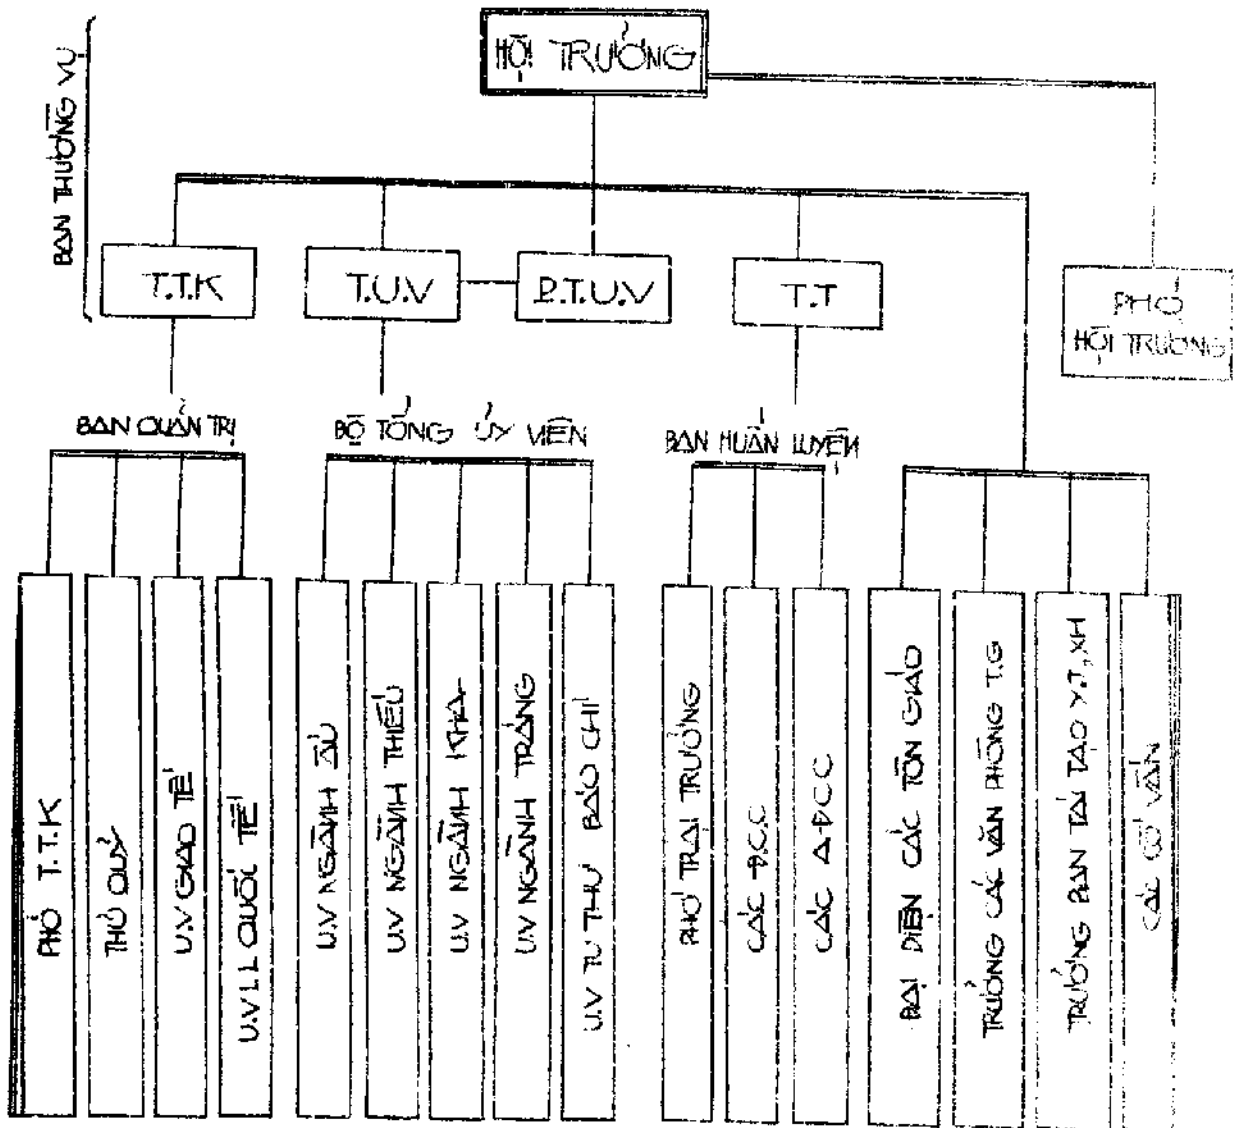 HỘI TRƯỞNG
BAN THƯỜNG VỤ
T.T.K
T.U.V
P.T.U.V
T.T
PHÓ
HỘI TRƯỞNG
BAN QUẢN TRỊ
BỘ TỔNG ỦY VIÊN
BAN HUẤN LUYỆN
PHÓ T.T.K
THỦ QUỸ
U.V GIAO TẾ
U.V L.L QUỐC TẾ
U.V NGÀNH ẤU
U.V NGÀNH THIẾU
U.V NGÀNH KHA
U.V NGÀNH TRÁNG
U.V TU THƯ BÁO CHÍ
PHÓ TRẠI TRƯỞNG
CÁC Đ.C.C
CÁC A.ĐCC
ĐẠI DIỆN CÁC TÔN GIÁO
TRƯỞNG CÁC VĂN PHÒNG T.G
TRƯỞNG BAN TÁI TẠO Y.T, XH
CÁC CỐ VẤN